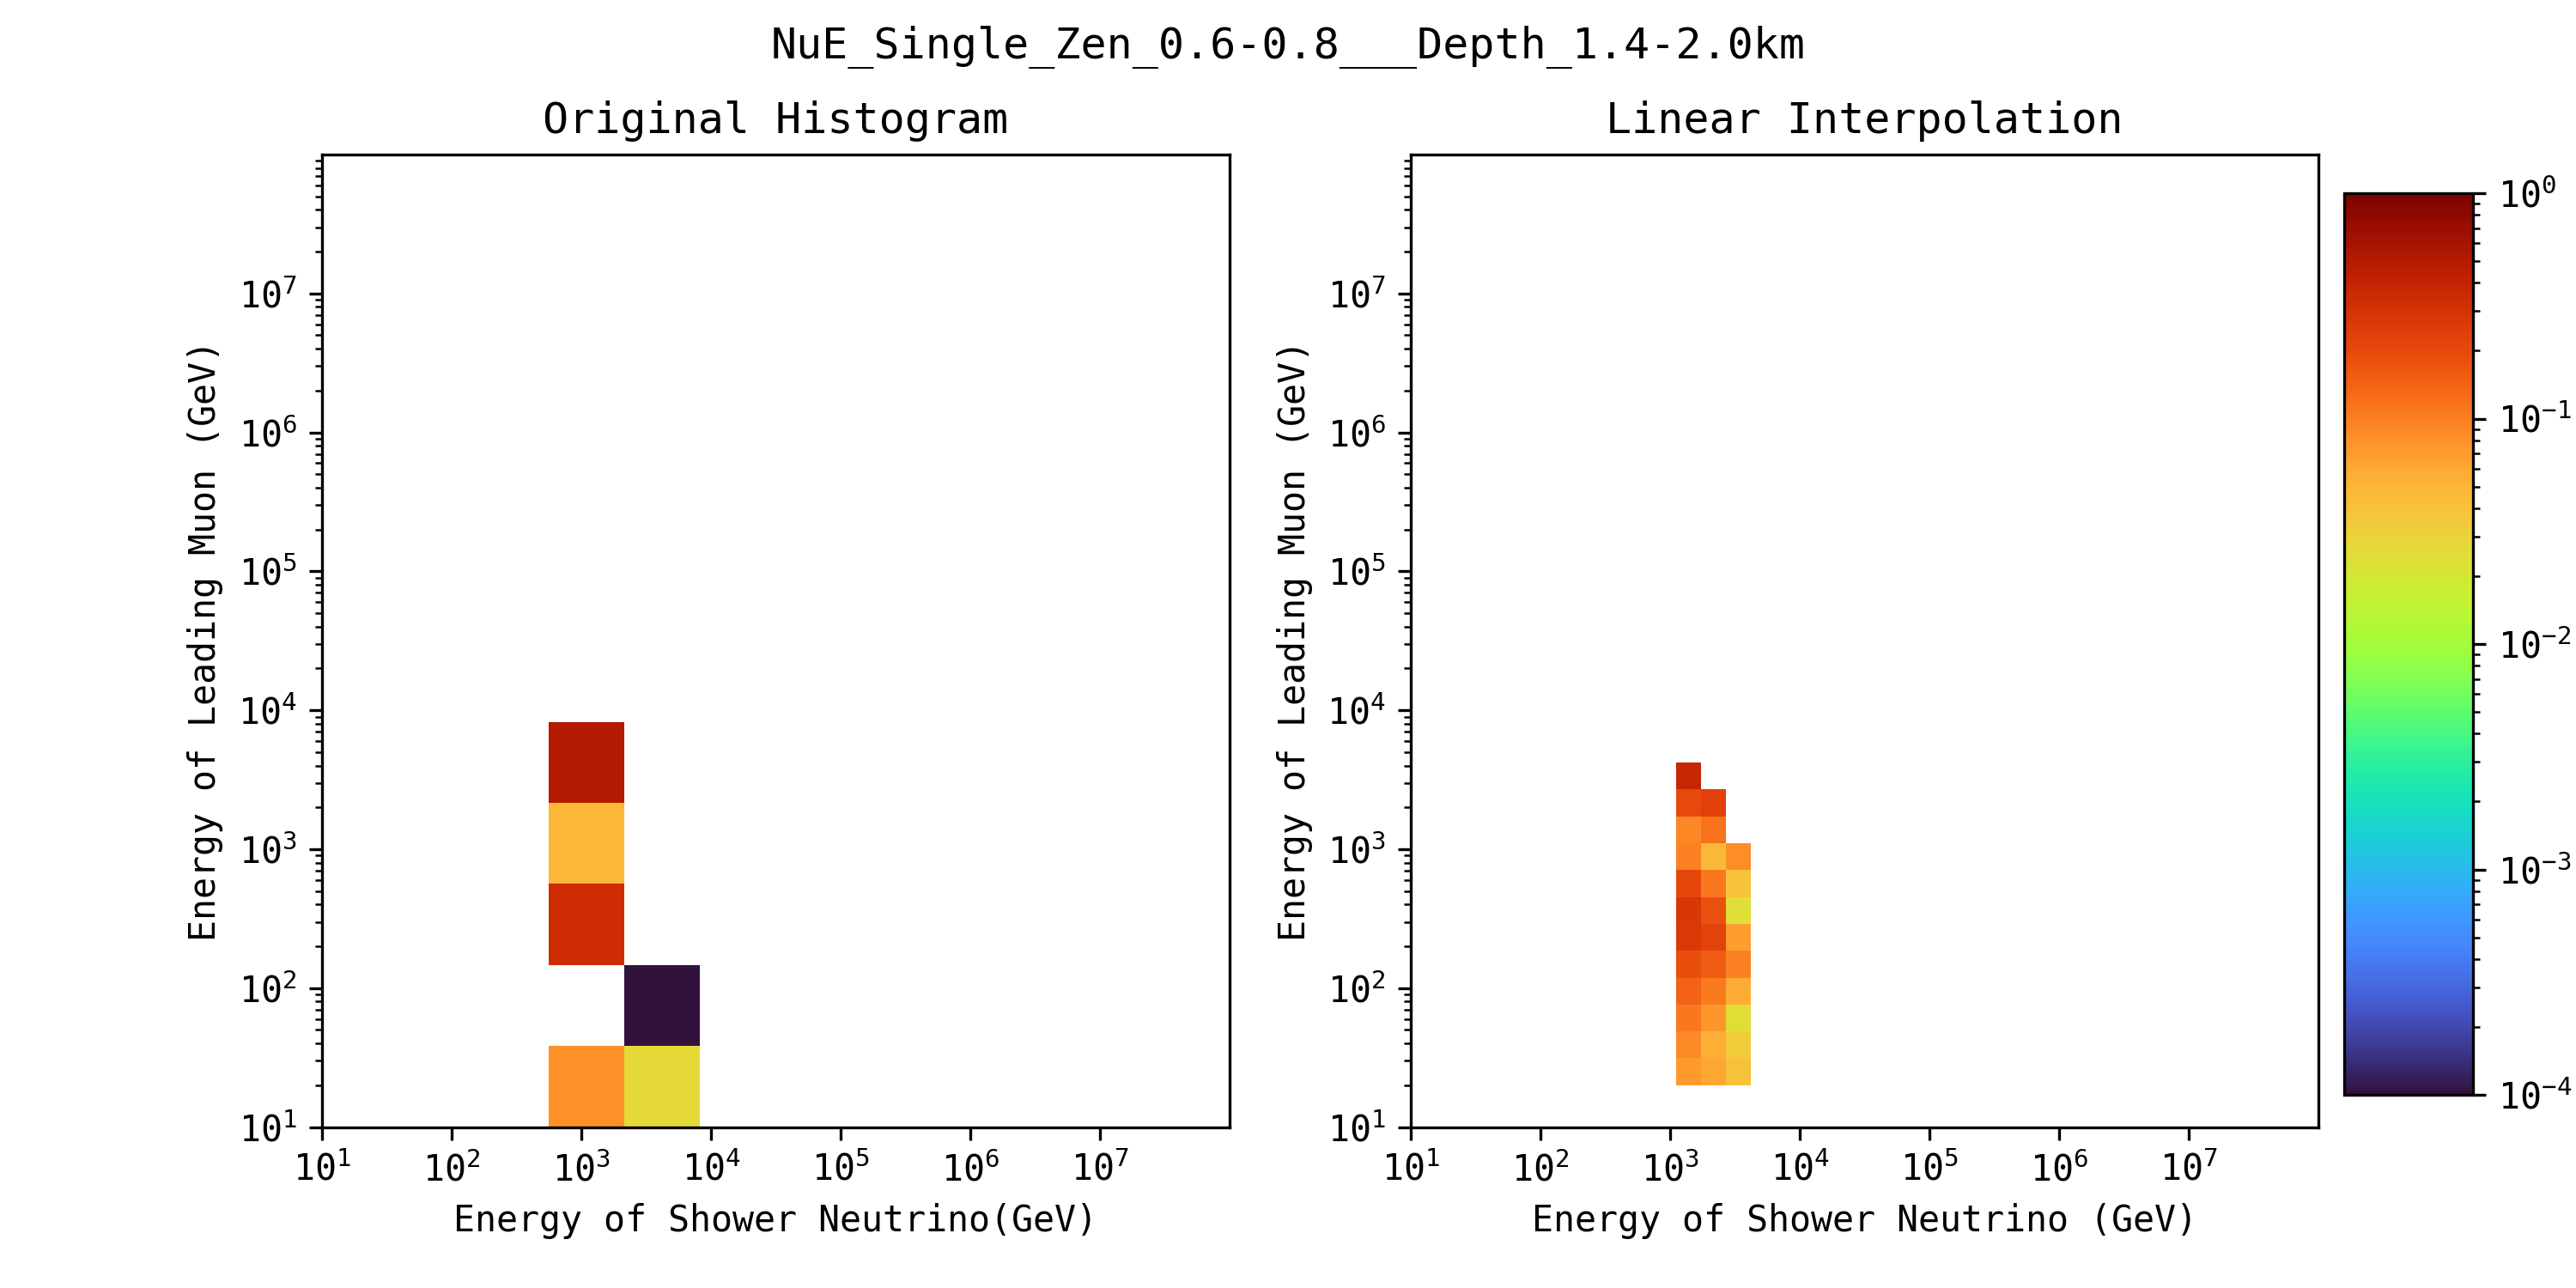 NuE_Single_Zen_0.6-0.8___Depth_1.4-2.0km
Original Histogram
Energy of Leading Muon (GeV)
10⁷
10⁶
10⁵
10⁴
10³
10²
10¹
10¹ 10² 10³ 10⁴ 10⁵ 10⁶ 10⁷
Energy of Shower Neutrino(GeV)
Linear Interpolation
Energy of Leading Muon (GeV)
10⁷
10⁶
10⁵
10⁴
10³
10²
10¹
10¹ 10² 10³ 10⁴ 10⁵ 10⁶ 10⁷
Energy of Shower Neutrino (GeV)
10⁰
10⁻¹
10⁻²
10⁻³
10⁻⁴